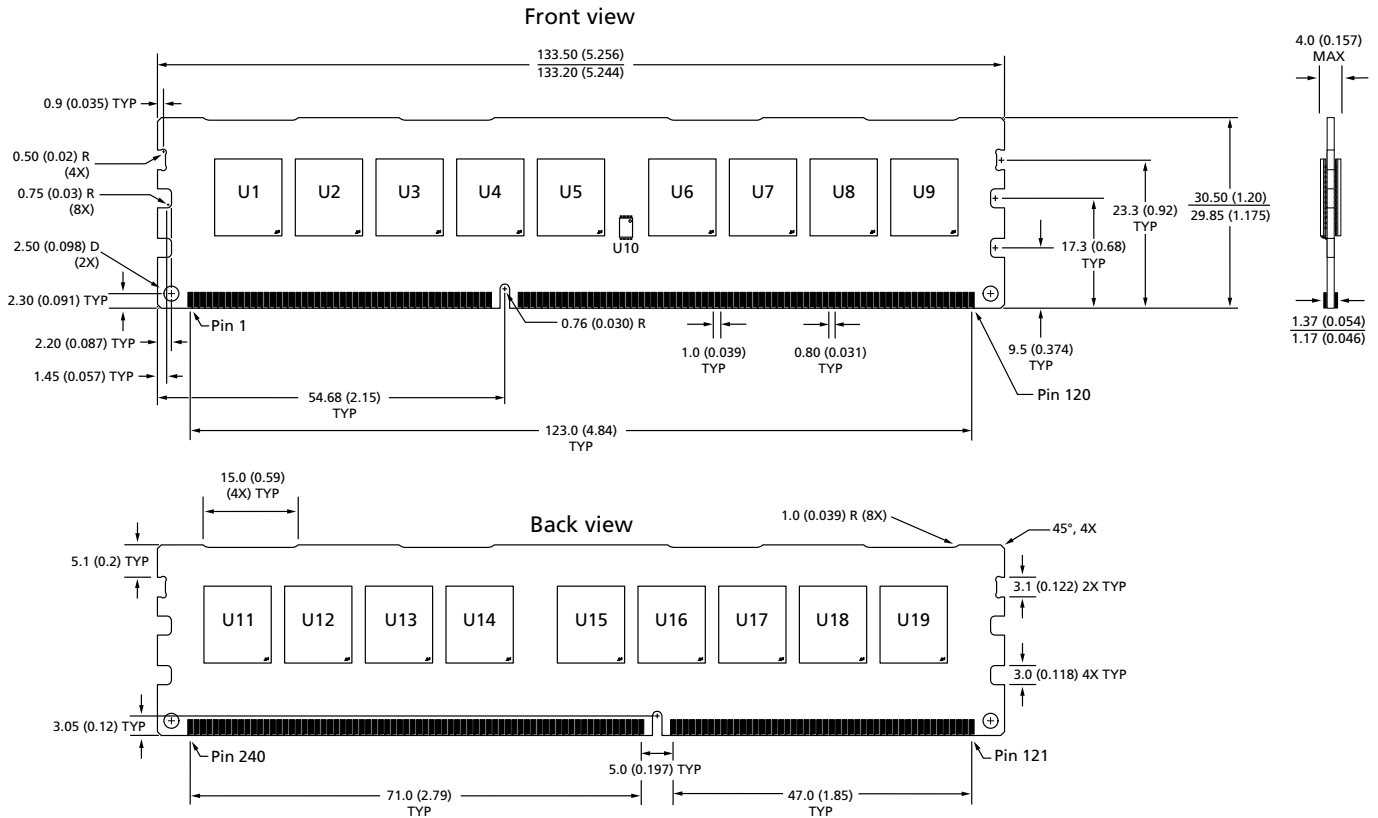 Front view
133.50 (5.256)
133.20 (5.244)
4.0 (0.157)
MAX
0.9 (0.035) TYP
0.50 (0.02) R
(4X)
0.75 (0.03) R
(8X)
2.50 (0.098) D
(2X)
2.30 (0.091) TYP
2.20 (0.087) TYP
1.45 (0.057) TYP
U1
U2
U3
U4
U5
U6
U7
U8
U9
U10
23.3 (0.92)
TYP
17.3 (0.68)
TYP
30.50 (1.20)
29.85 (1.175)
Pin 1
0.76 (0.030) R
1.0 (0.039)
TYP
0.80 (0.031)
TYP
9.5 (0.374)
TYP
1.37 (0.054)
1.17 (0.046)
Pin 120
54.68 (2.15)
TYP
123.0 (4.84)
TYP
15.0 (0.59)
(4X) TYP
Back view
1.0 (0.039) R (8X)
45°, 4X
5.1 (0.2) TYP
3.1 (0.122) 2X TYP
U11
U12
U13
U14
U15
U16
U17
U18
U19
3.0 (0.118) 4X TYP
3.05 (0.12) TYP
Pin 240
5.0 (0.197) TYP
Pin 121
71.0 (2.79)
TYP
47.0 (1.85)
TYP